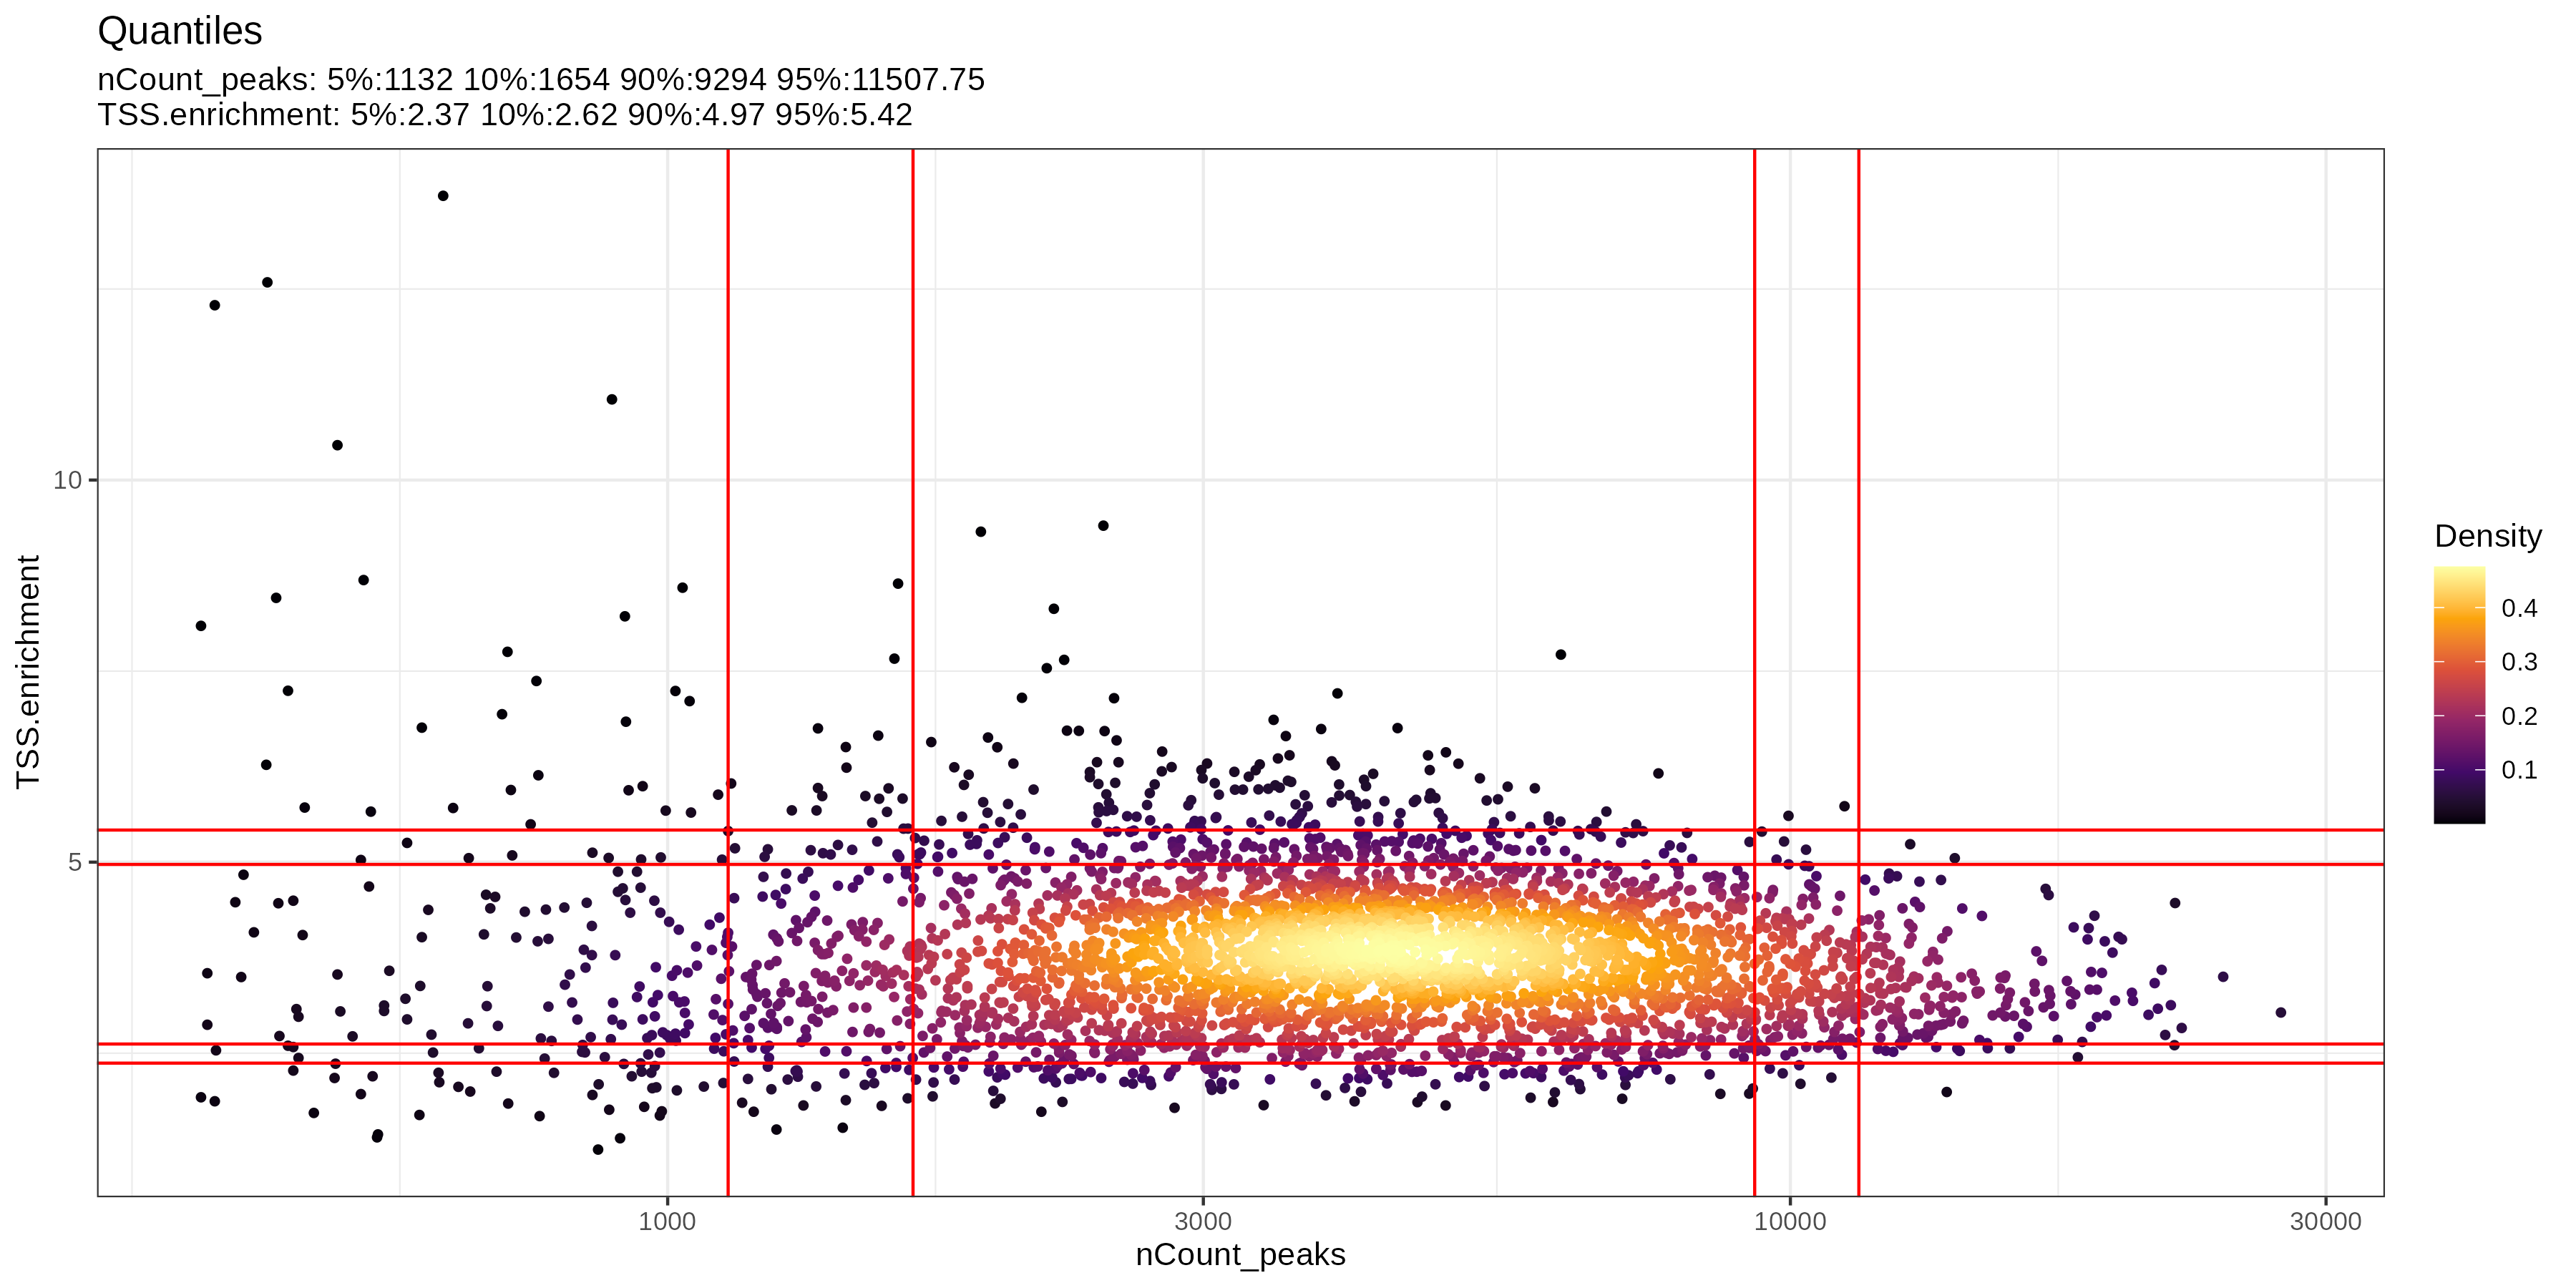 Quantiles
nCount_peaks: 5%:1132 10%:1654 90%:9294 95%:11507.75
TSS.enrichment: 5%:2.37 10%:2.62 90%:4.97 95%:5.42
TSS.enrichment
10
5
1000
3000
10000
30000
nCount_peaks
Density
0.4
0.3
0.2
0.1